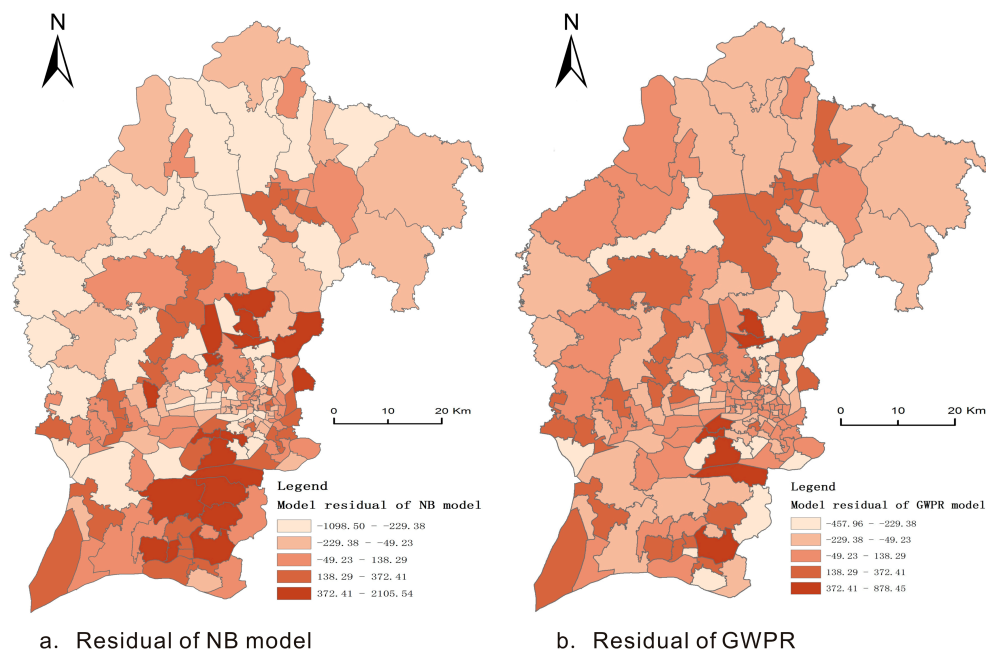 N
0 10 20 Km
Legend
Model residual of NB model
-1098.50 - -229.38
-229.38 - -49.23
-49.23 - 138.29
138.29 - 372.41
372.41 - 2105.54
a. Residual of NB model
N
0 10 20 Km
Legend
Model residual of GWPR model
-457.96 - -229.38
-229.38 - -49.23
-49.23 - 138.29
138.29 - 372.41
372.41 - 878.45
b. Residual of GWPR